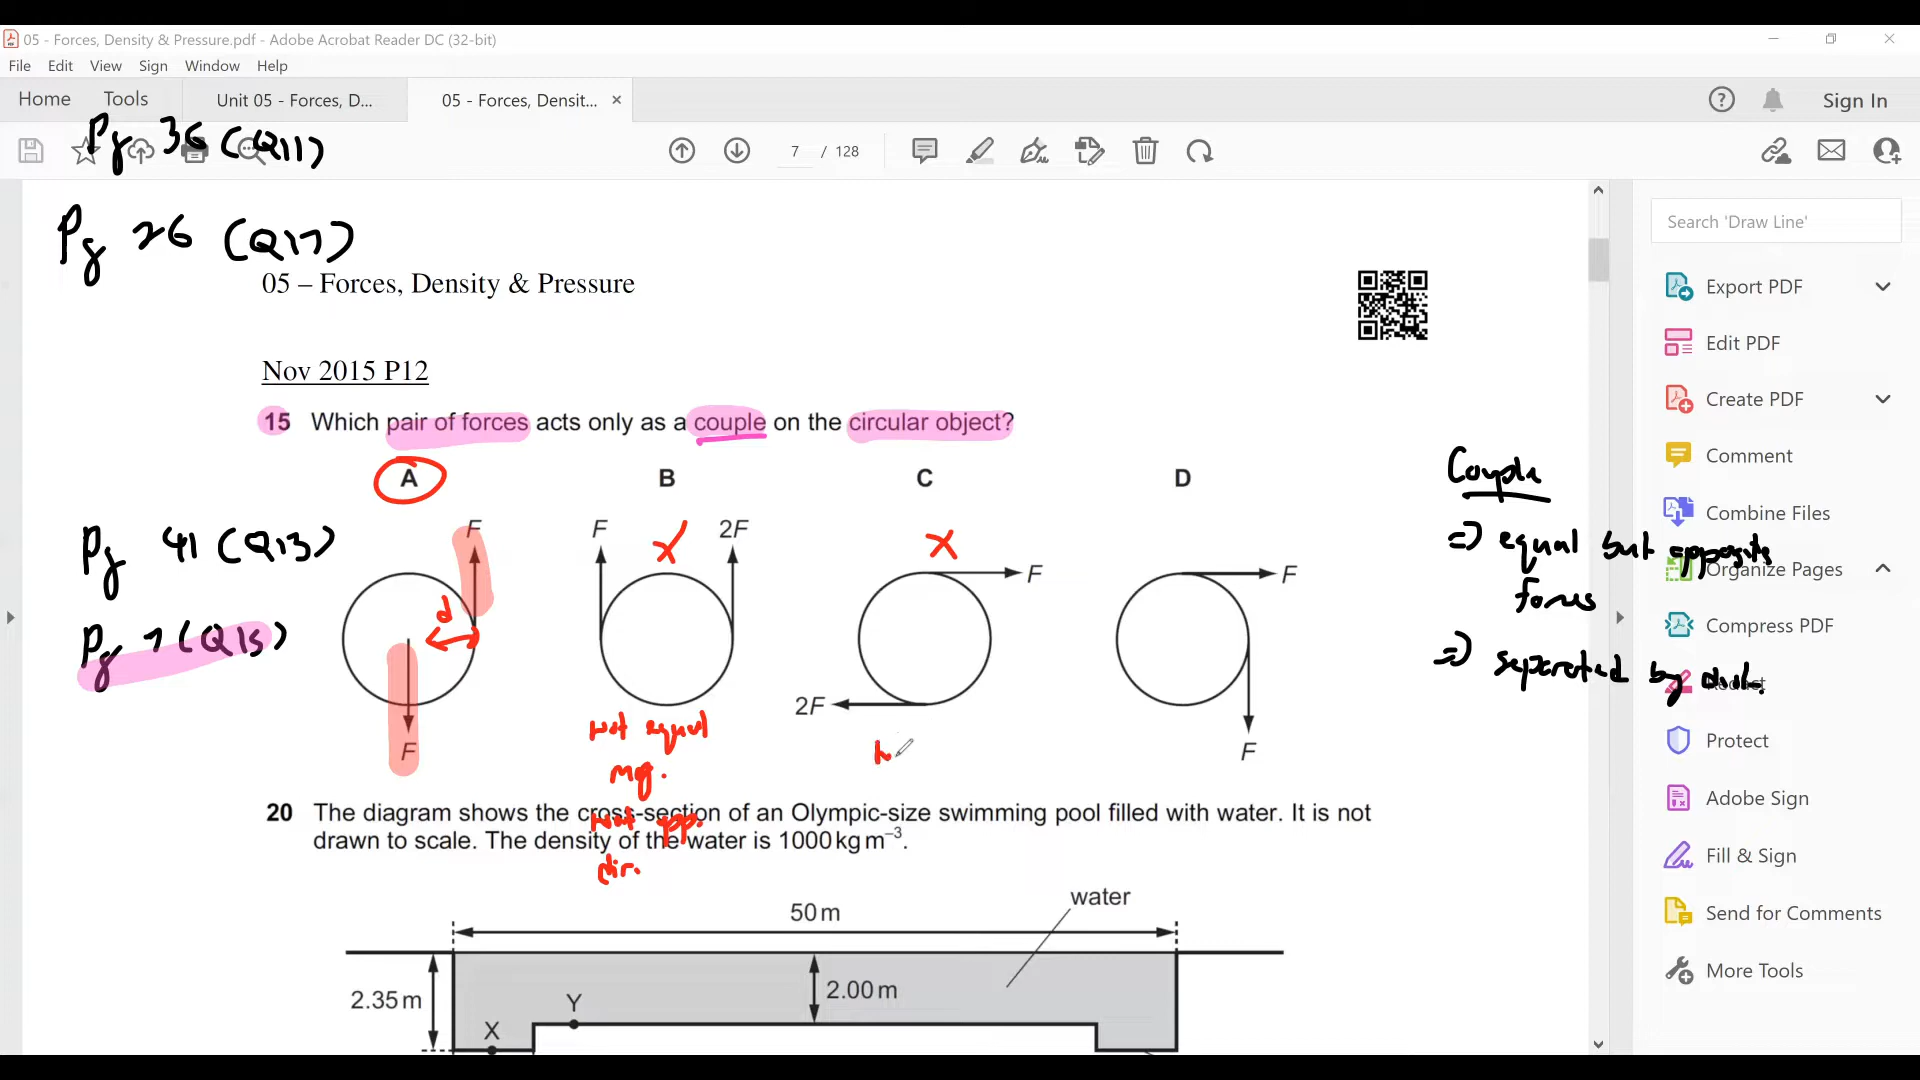 05 - Forces, Density & Pressure.pdf - Adobe Acrobat Reader DC (32-bit)
File Edit View Sign Window Help
Home Tools Unit 05 - Forces, D... 05 - Forces, Densit... × Sign In
Pg 36 (Q11)
7 / 128
Pg 26 (Q17)
Search 'Draw Line'
05 – Forces, Density & Pressure
Export PDF
Edit PDF
Nov 2015 P12
Create PDF
15 Which pair of forces acts only as a couple on the circular object?
Comment
A B C D
Couple
Combine Files
F F 2F F F
Pg 41 (Q13)
=> equal but opposite
forces
Organize Pages
d
Pg 7 (Q15)
Compress PDF
=> separated by dist.
2F
F F
not equal
mg.
Protect
20 The diagram shows the cross-section of an Olympic-size swimming pool filled with water. It is not
drawn to scale. The density of the water is 1000 kg m⁻³.
Not opp.
dir.
Adobe Sign
Fill & Sign
water
50 m
Send for Comments
More Tools
2.35 m
2.00 m
Y
X